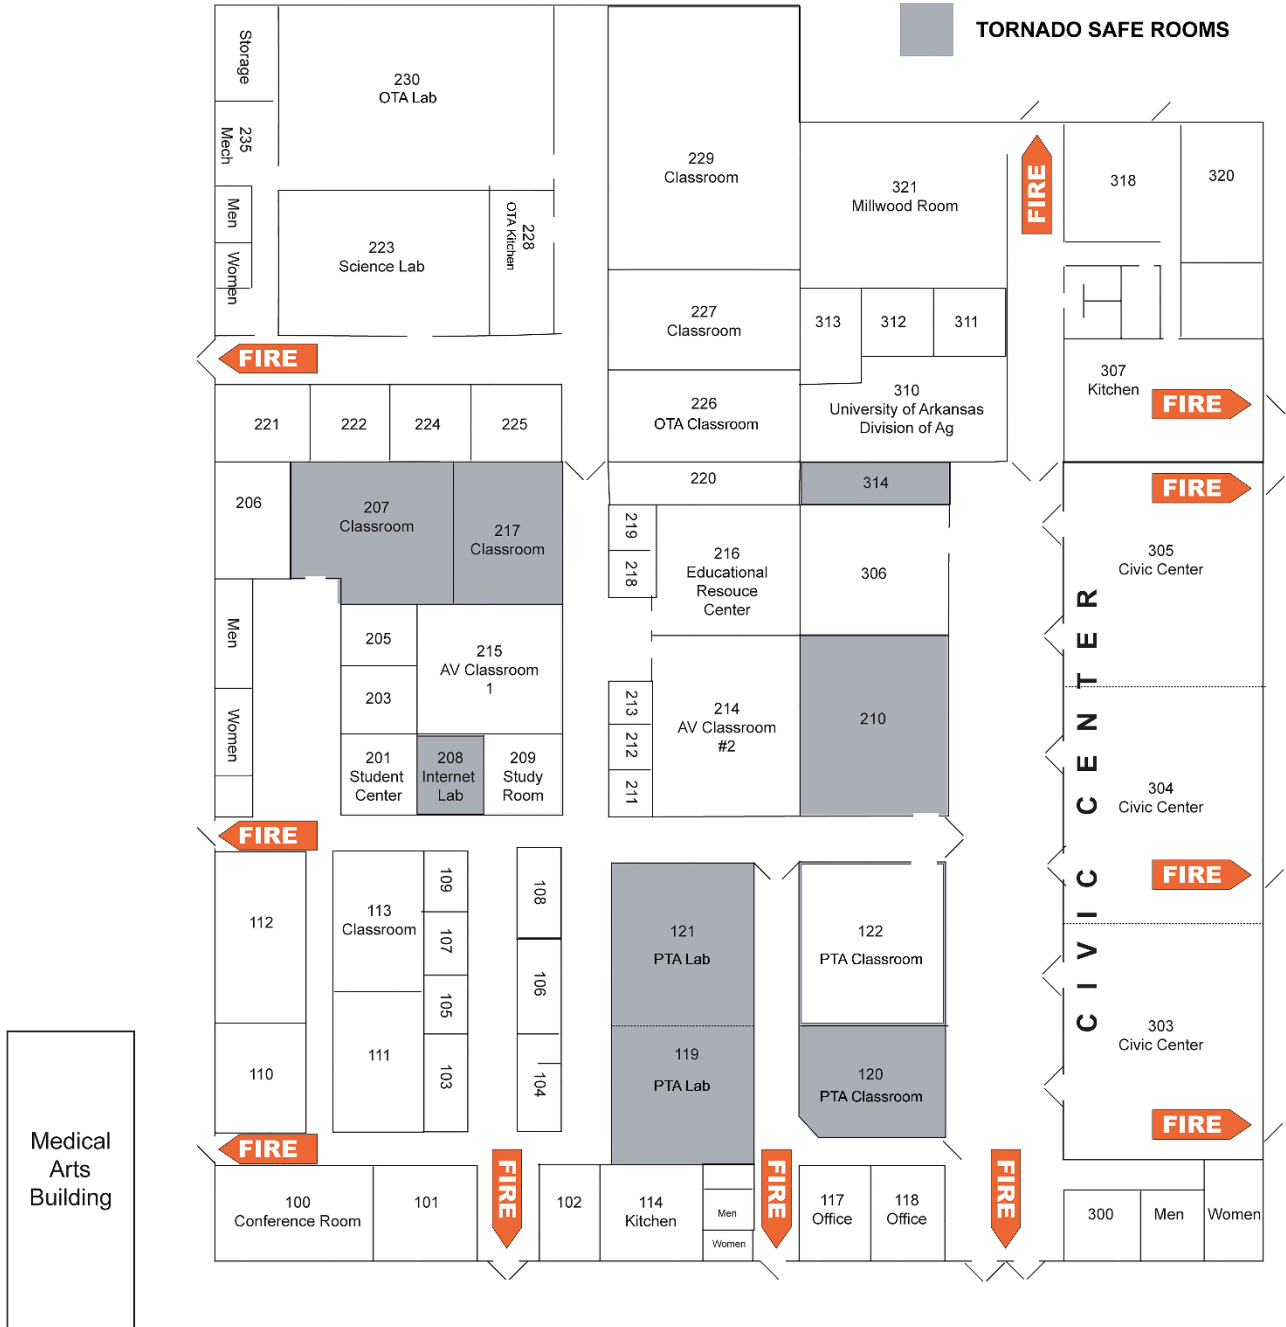 TORNADO SAFE ROOMS
Storage
230
OTA Lab
235
Mech
229
Classroom
321
Millwood Room
FIRE
318
320
Men
Women
223
Science Lab
228
OTA Kitchen
227
Classroom
313
312
311
FIRE
307
Kitchen
FIRE
221
222
224
225
226
OTA Classroom
310
University of Arkansas
Division of Ag
206
207
Classroom
217
Classroom
220
314
FIRE
219
218
216
Educational
Resouce
Center
306
305
Civic Center
CIVIC CENTER
Men
Women
205
203
215
AV Classroom
1
213
212
211
214
AV Classroom
#2
210
201
Student
Center
208
Internet
Lab
209
Study
Room
304
Civic Center
FIRE
FIRE
112
113
Classroom
109
107
105
103
108
106
104
121
PTA Lab
122
PTA Classroom
110
111
119
PTA Lab
120
PTA Classroom
303
Civic Center
FIRE
FIRE
Medical
Arts
Building
100
Conference Room
101
FIRE
102
114
Kitchen
Men
Women
FIRE
117
Office
118
Office
FIRE
300
Men
Women